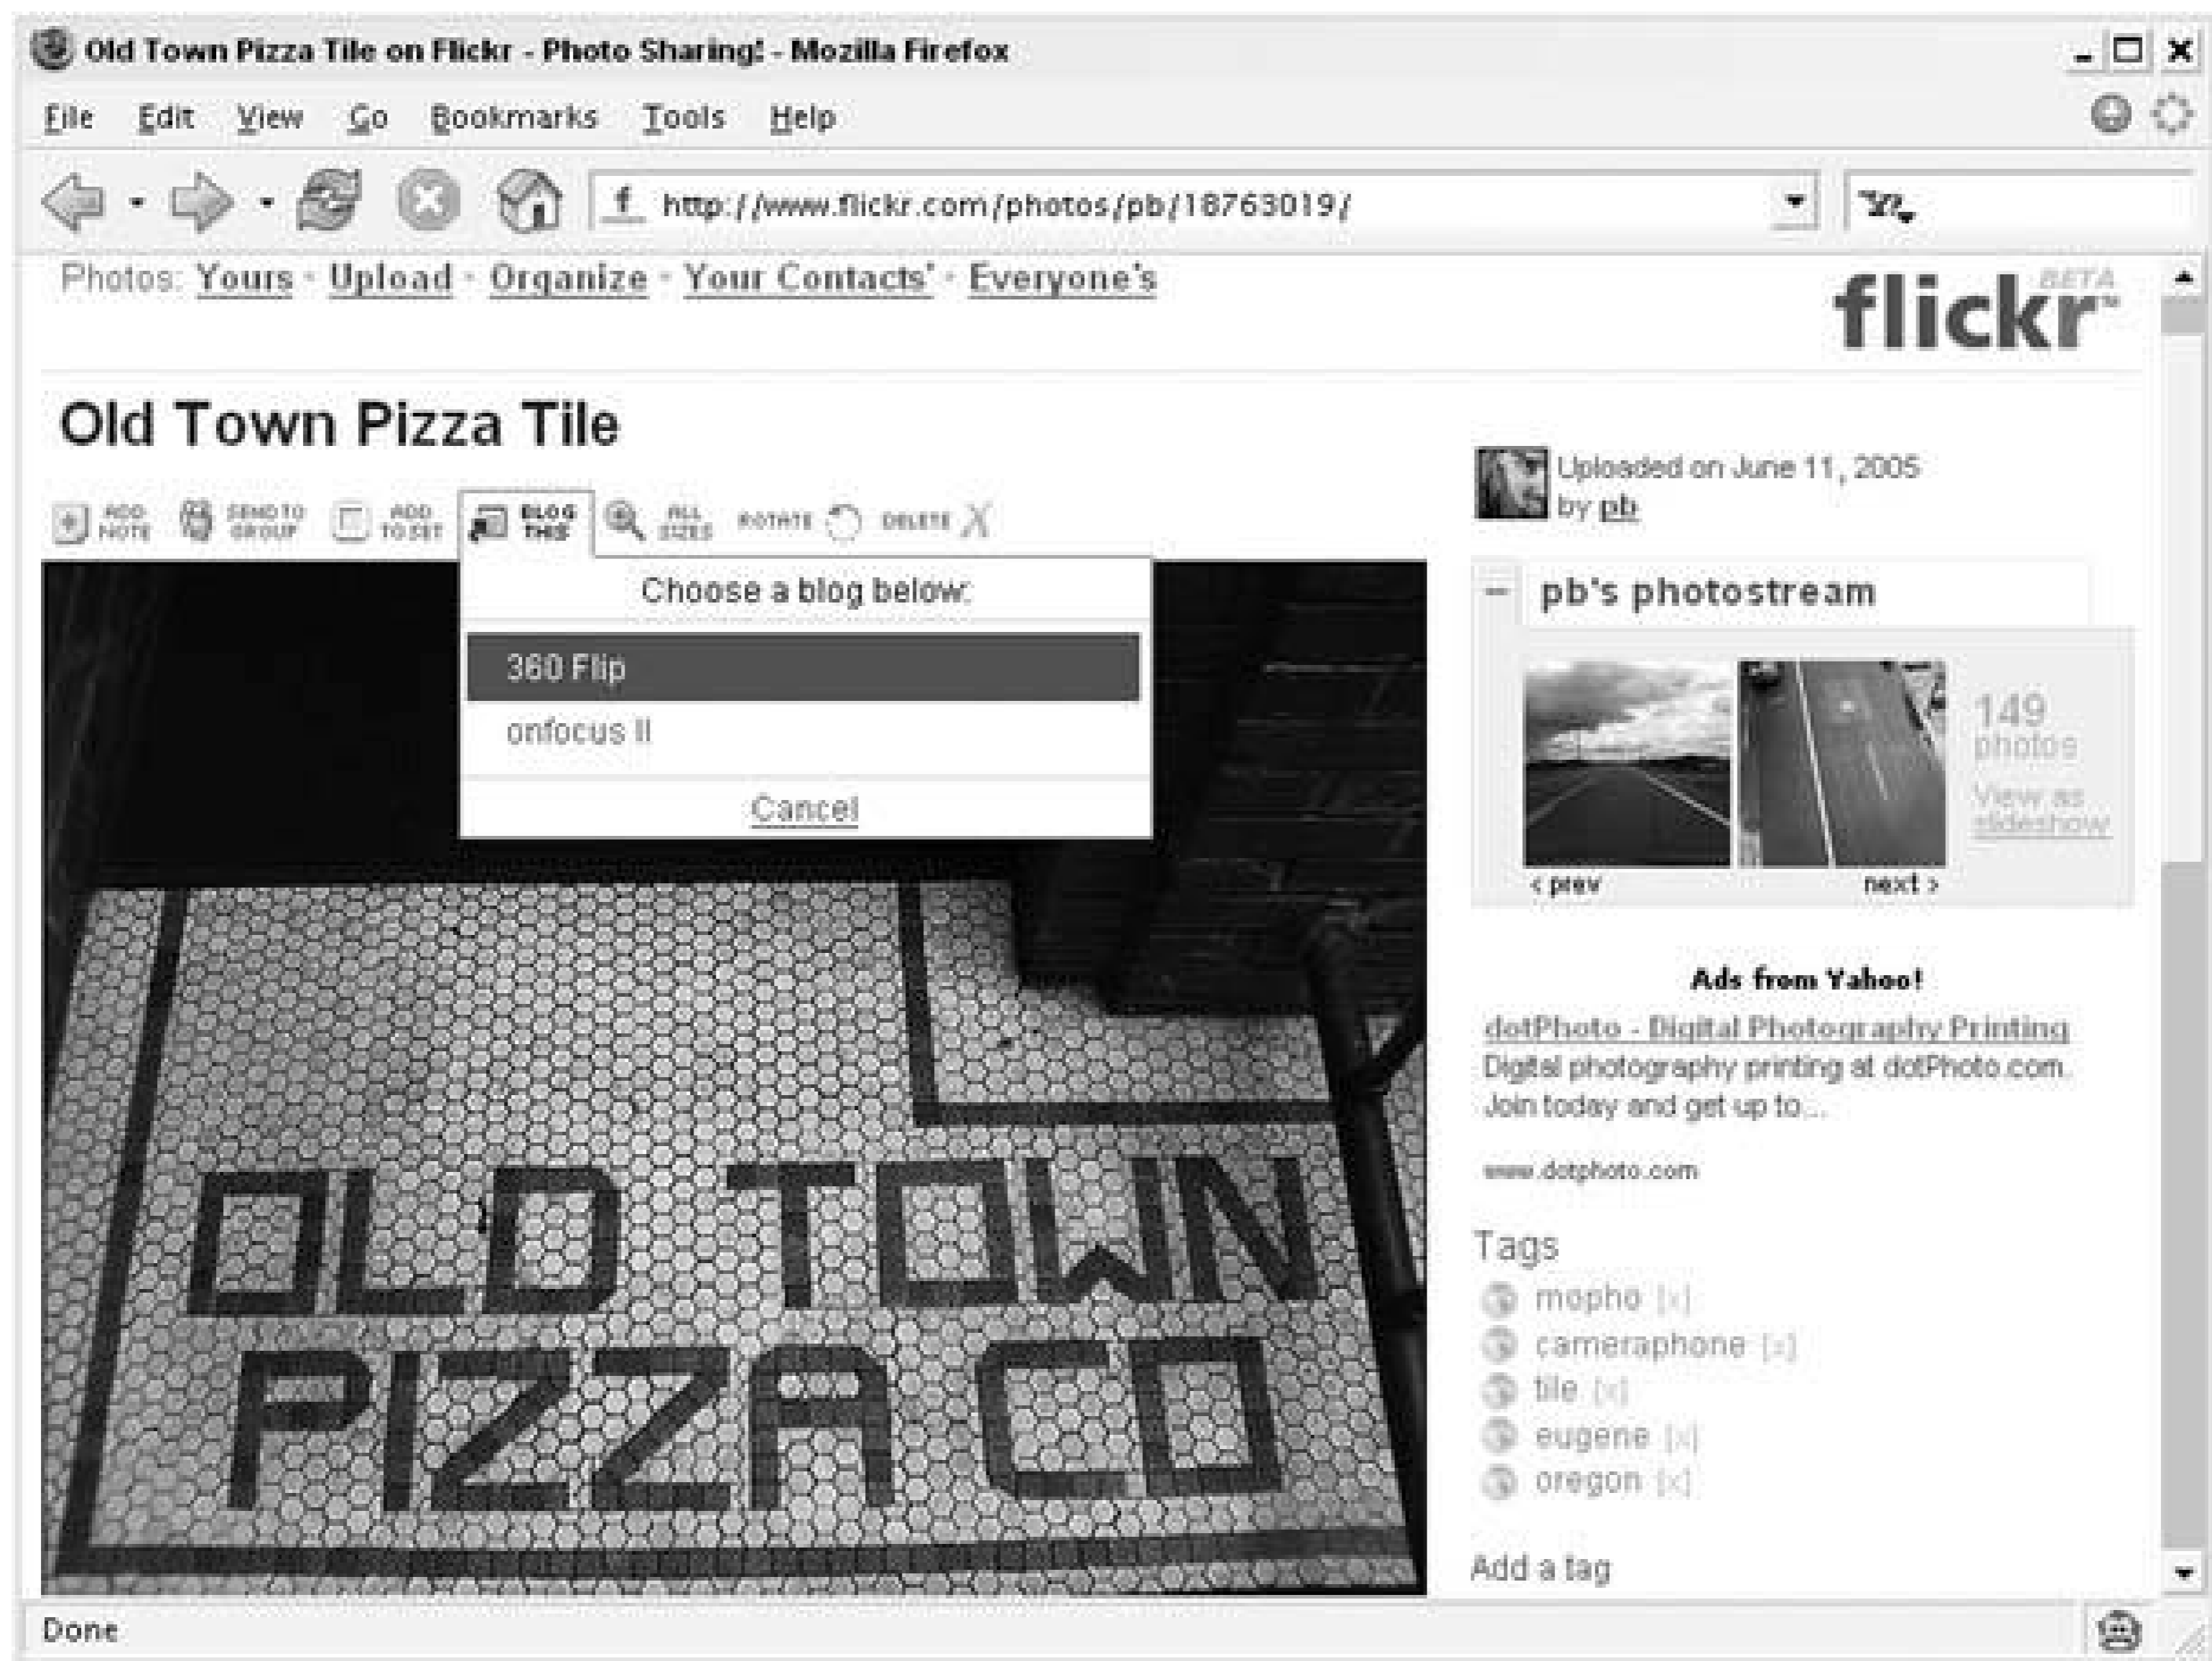 Old Town Pizza Tile on Flickr - Photo Sharing! - Mozilla Firefox
File Edit View Go Bookmarks Tools Help
http://www.flickr.com/photos/pb/18763019/
Photos: Yours · Upload · Organize · Your Contacts' · Everyone's
flickr BETA
Old Town Pizza Tile
Uploaded on June 11, 2005
by pb
ADD NOTE SEND TO GROUP ADD TO SET BLOG THIS ALL SIZES ROTATE DELETE
Choose a blog below:
360 Flip
onfocus II
Cancel
OLD TOWN
PIZZA CO
pb's photostream
149
photos
View as
slideshow
< prev next >
Ads from Yahoo!
dotPhoto - Digital Photography Printing
Digital photography printing at dotPhoto.com.
Join today and get up to...
www.dotphoto.com
Tags
mopho [x]
cameraphone [x]
tile [x]
eugene [x]
oregon [x]
Add a tag
Done